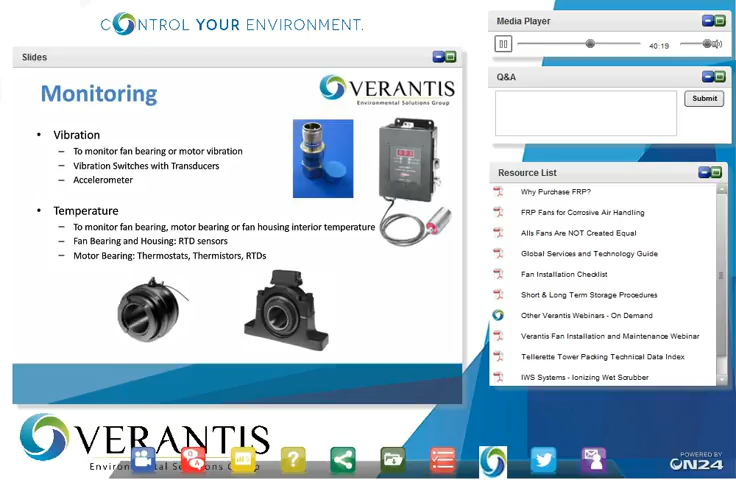 CONTROL YOUR ENVIRONMENT.
Slides
Monitoring
VERANTIS
Environmental Solutions Group
• Vibration
– To monitor fan bearing or motor vibration
– Vibration Switches with Transducers
– Accelerometer
• Temperature
– To monitor fan bearing, motor bearing or fan housing interior temperature
– Fan Bearing and Housing: RTD sensors
– Motor Bearing: Thermostats, Thermistors, RTDs
Media Player
40:19
Q&A
Submit
Resource List
Why Purchase FRP?
FRP Fans for Corrosive Air Handling
Alls Fans Are NOT Created Equal
Global Services and Technology Guide
Fan Installation Checklist
Short & Long Term Storage Procedures
Other Verantis Webinars - On Demand
Verantis Fan Installation and Maintenance Webinar
Tellerette Tower Packing Technical Data Index
IWS Systems - Ionizing Wet Scrubber
VERANTIS
Environmental Solutions Group
POWERED BY
ON24